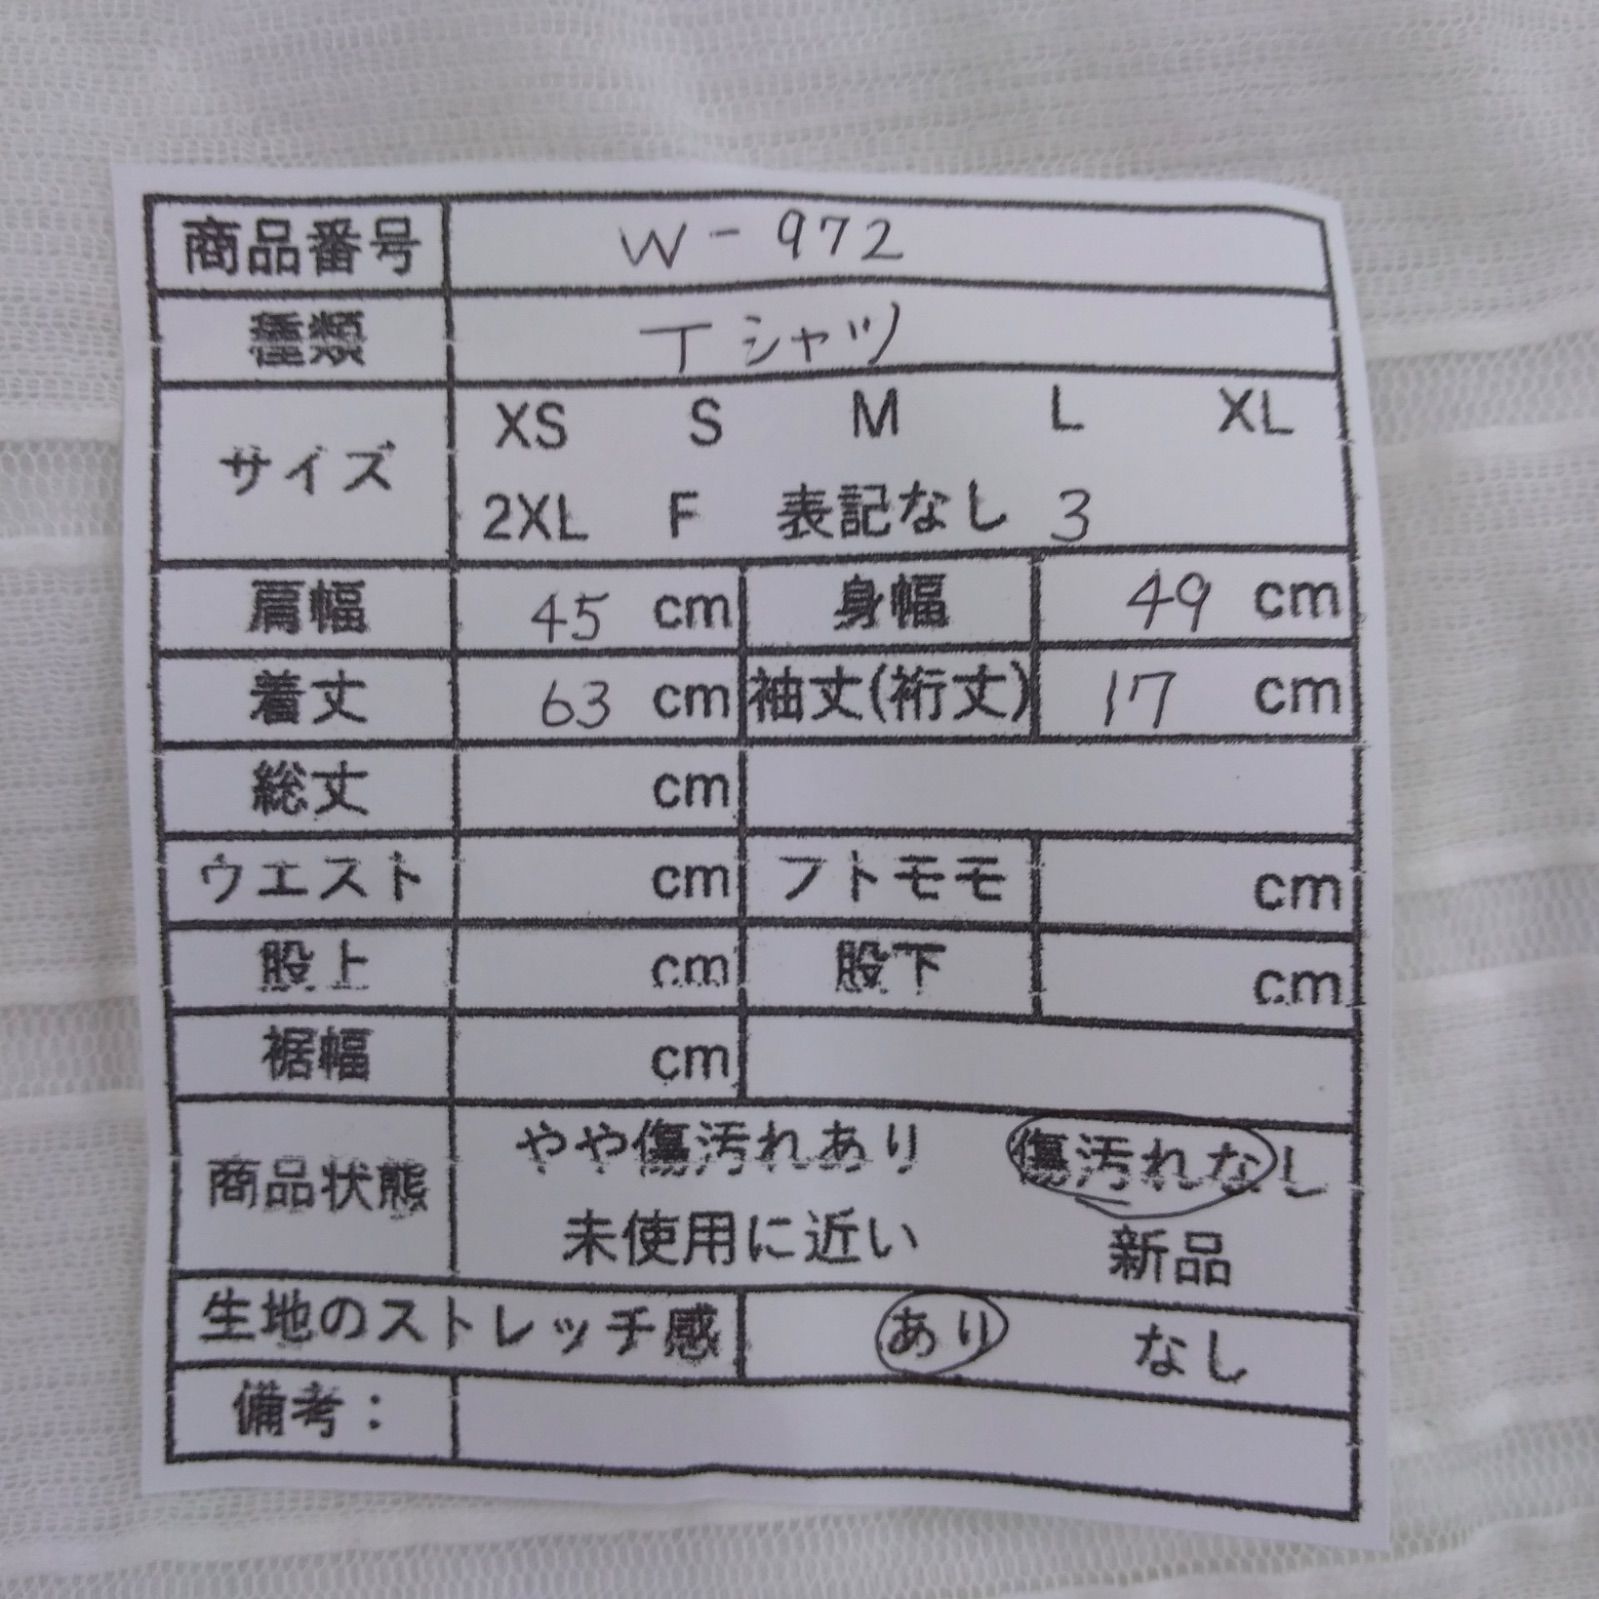 商品番号 W-972
種類 Tシャツ
サイズ XS S M L XL
2XL F 表記なし 3
肩幅 45 cm 身幅 49 cm
着丈 63 cm 袖丈(裄丈) 17 cm
総丈 cm
ウエスト cm フトモモ cm
股上 cm 股下 cm
裾幅 cm
商品状態 やや傷汚れあり 傷汚れなし
未使用に近い 新品
生地のストレッチ感 あり なし
備考：